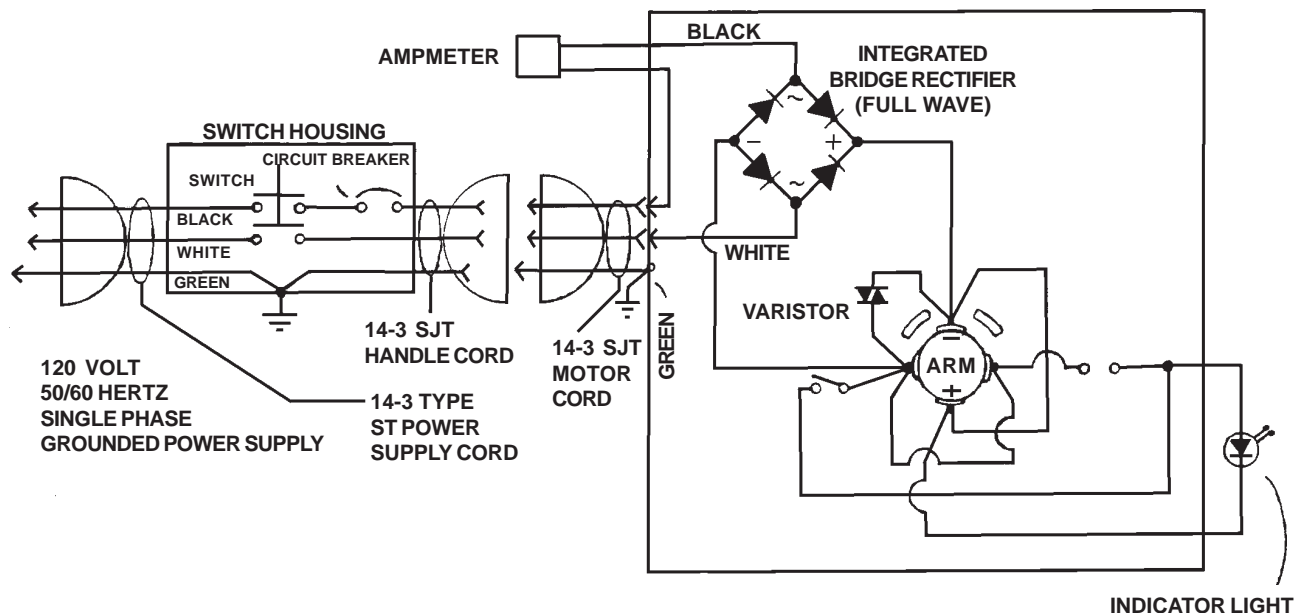 BLACK
AMPMETER
INTEGRATED
BRIDGE RECTIFIER
(FULL WAVE)
~
− +
~
SWITCH HOUSING
CIRCUIT BREAKER
SWITCH
BLACK
WHITE
GREEN
WHITE
GREEN
VARISTOR
−
ARM
+
14-3 SJT
HANDLE CORD
14-3 SJT
MOTOR
CORD
120 VOLT
50/60 HERTZ
SINGLE PHASE
GROUNDED POWER SUPPLY
14-3 TYPE
ST POWER
SUPPLY CORD
INDICATOR LIGHT